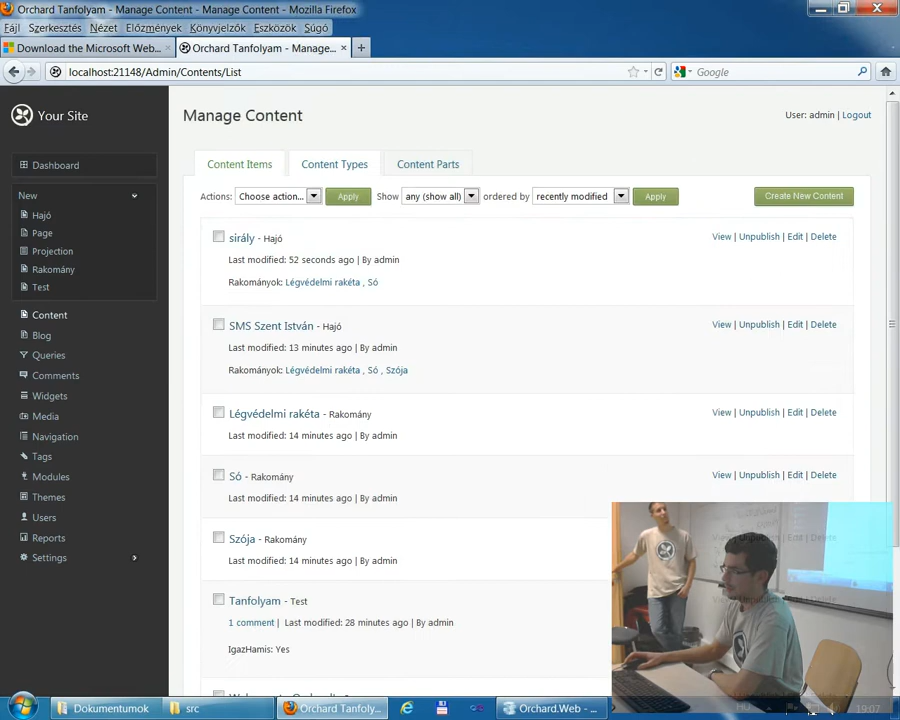 Orchard Tanfolyam - Manage Content - Manage Content - Mozilla Firefox
Fájl Szerkesztés Nézet Előzmények Könyvjelzők Eszközök Súgó
Download the Microsoft Web... Orchard Tanfolyam - Manage...
localhost:21148/Admin/Contents/List Google
Your Site
Manage Content
User: admin | Logout
Dashboard
New
Hajó
Page
Projection
Rakomány
Test
Content
Blog
Queries
Comments
Widgets
Media
Navigation
Tags
Modules
Themes
Users
Reports
Settings
Content Items Content Types Content Parts
Actions: Choose action... Apply Show any (show all) ordered by recently modified Apply Create New Content
sirály - Hajó View | Unpublish | Edit | Delete
Last modified: 52 seconds ago | By admin
Rakományok: Légvédelmi rakéta , Só
SMS Szent István - Hajó View | Unpublish | Edit | Delete
Last modified: 13 minutes ago | By admin
Rakományok: Légvédelmi rakéta , Só , Szója
Légvédelmi rakéta - Rakomány View | Unpublish | Edit | Delete
Last modified: 14 minutes ago | By admin
Só - Rakomány View | Unpublish | Edit | Delete
Last modified: 14 minutes ago | By admin
Szója - Rakomány View | Unpublish | Edit | Delete
Last modified: 14 minutes ago | By admin
Tanfolyam - Test
1 comment | Last modified: 28 minutes ago | By admin
IgazHamis: Yes
Dokumentumok src Orchard Tanfoly... Orchard.Web - ... HU 19:07